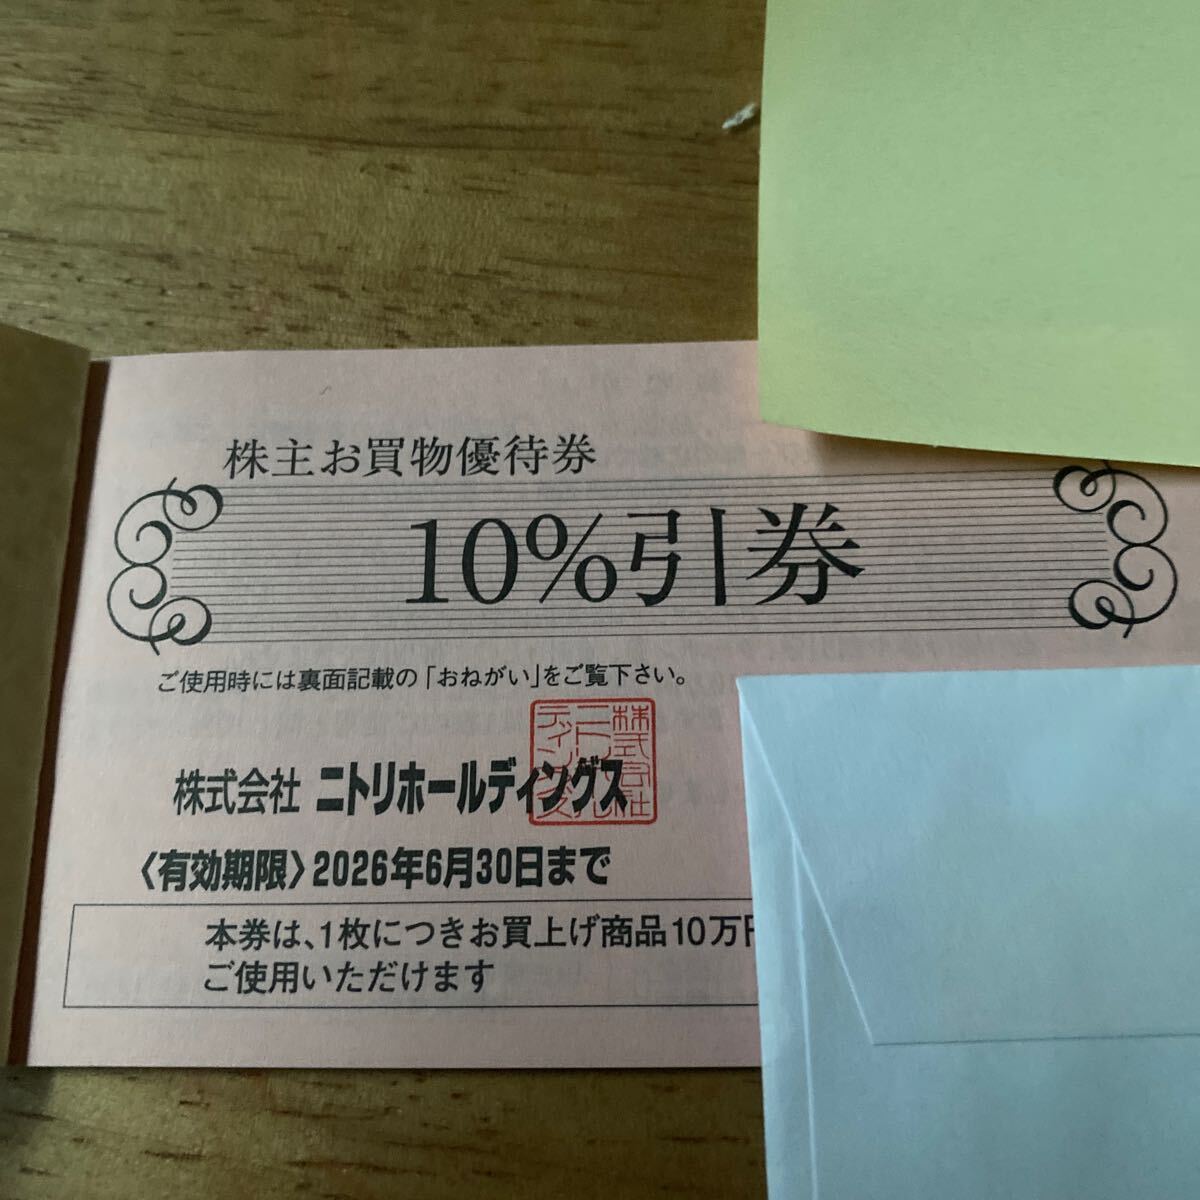 株主お買物優待券
10%引券
ご使用時には裏面記載の「おねがい」をご覧下さい。
株式会社 ニトリホールディングス
〈有効期限〉2026年6月30日まで
本券は、1枚につきお買上げ商品10万円
ご使用いただけます